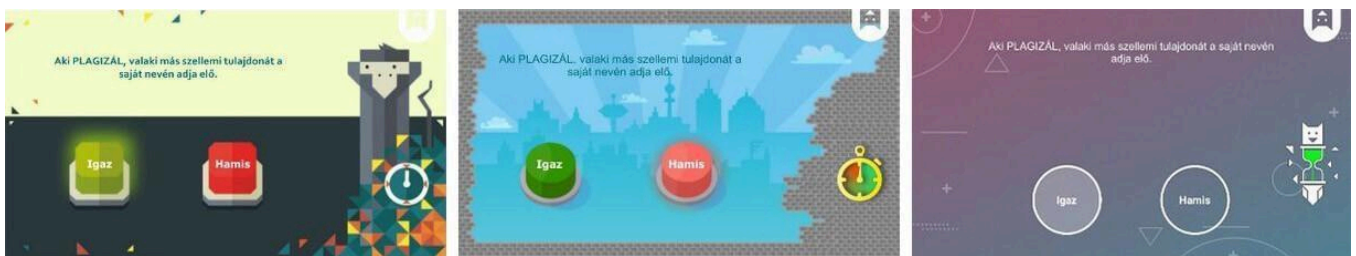 Aki PLAGIZÁL, valaki más szellemi tulajdonát a
saját nevén adja elő.
Igaz
Hamis
Aki PLAGIZÁL, valaki más szellemi tulajdonát a
saját nevén adja elő.
Igaz
Hamis
Aki PLAGIZÁL, valaki más szellemi tulajdonát a saját nevén
adja elő.
Igaz
Hamis